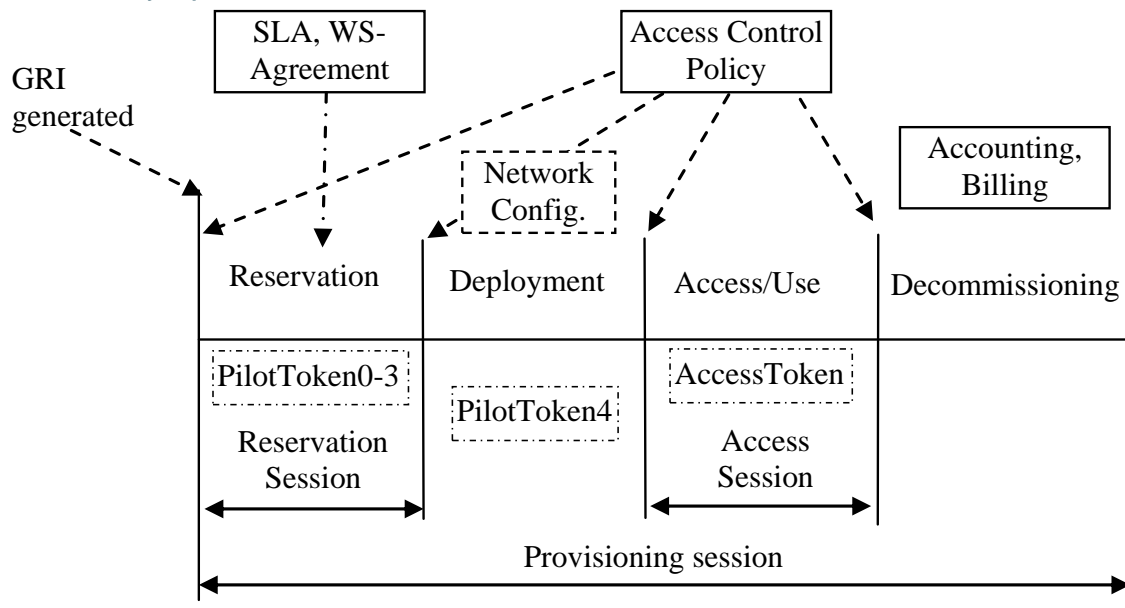 SLA, WS-
Agreement
Access Control
Policy
GRI
generated
Accounting,
Billing
Network
Config.
Reservation
Deployment
Access/Use
Decommissioning
PilotToken0-3
PilotToken4
AccessToken
Reservation
Session
Access
Session
Provisioning session